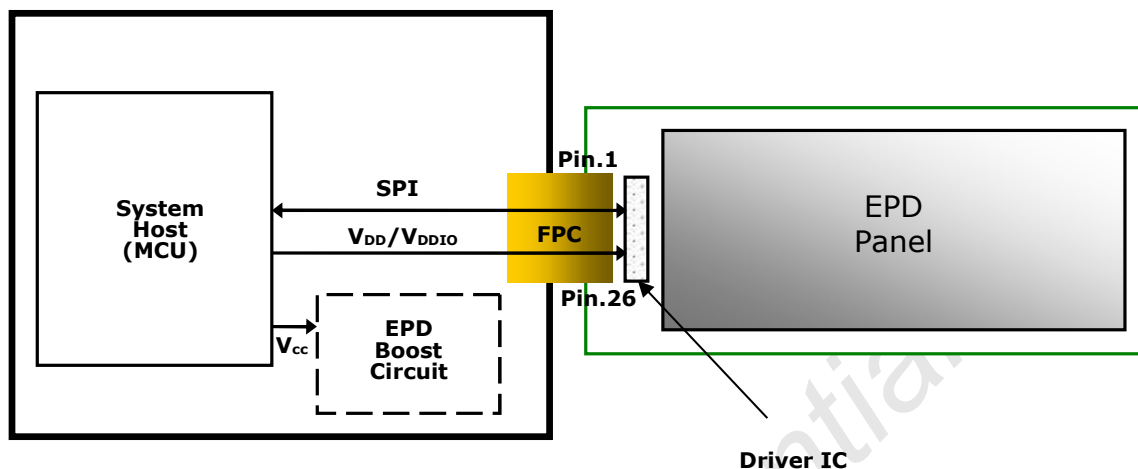 Pin.1
SPI
System
Host
(MCU)
VDD/VDDIO
FPC
EPD
Panel
Pin.26
Vcc
EPD
Boost
Circuit
Driver IC